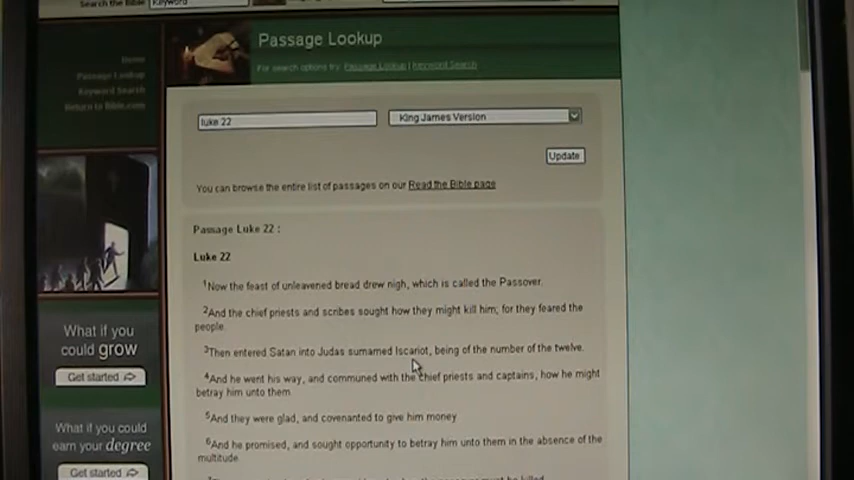 Search the Bible Keyword
Passage Lookup
For search options try: Passage Lookup | Keyword Search
Home
Passage Lookup
Keyword Search
Return to Bible.com
luke 22
King James Version
Update
You can browse the entire list of passages on our Read the Bible page
Passage Luke 22 :
Luke 22
1Now the feast of unleavened bread drew nigh, which is called the Passover.
2And the chief priests and scribes sought how they might kill him; for they feared the
people.
3Then entered Satan into Judas surnamed Iscariot, being of the number of the twelve.
4And he went his way, and communed with the chief priests and captains, how he might
betray him unto them
5And they were glad, and covenanted to give him money
6And he promised, and sought opportunity to betray him unto them in the absence of the
multitude
What if you
could grow
Get started
What if you could
earn your degree
Get started